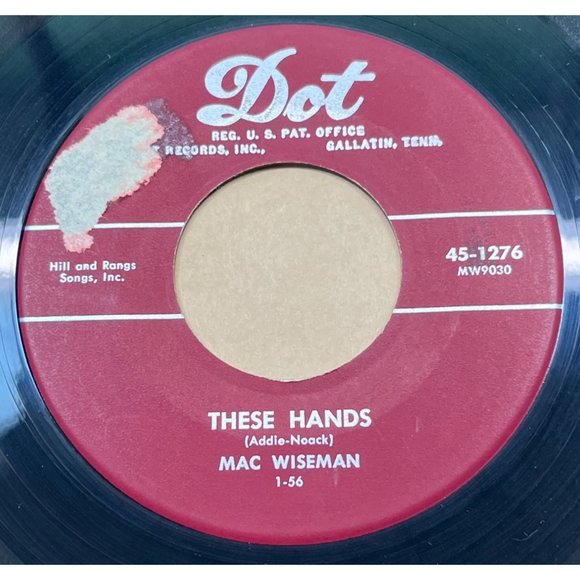 Dot
REG. U. S. PAT. OFFICE
RECORDS, INC., GALLATIN, TENN.
45-1276
MW9030
Hill and Rangs
Songs, Inc.
THESE HANDS
(Addie-Noack)
MAC WISEMAN
1-56